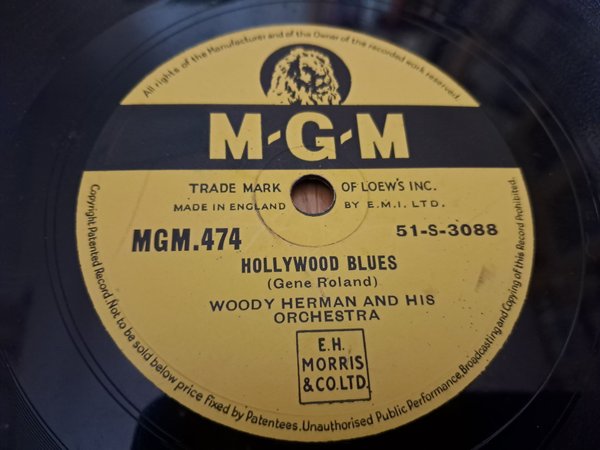 All rights of the Manufacturer and of the Owner of the recorded work reserved.
M-G-M
TRADE MARK OF LOEW'S INC.
MADE IN ENGLAND BY E.M.I. LTD.
MGM.474 51-S-3088
HOLLYWOOD BLUES
(Gene Roland)
WOODY HERMAN AND HIS
ORCHESTRA
E.H.
MORRIS
& CO. LTD.
Copyright Patented Record. Not to be sold below price fixed by Patentees. Unauthorised Public Performance, Broadcasting and Copying of this Record Prohibited.